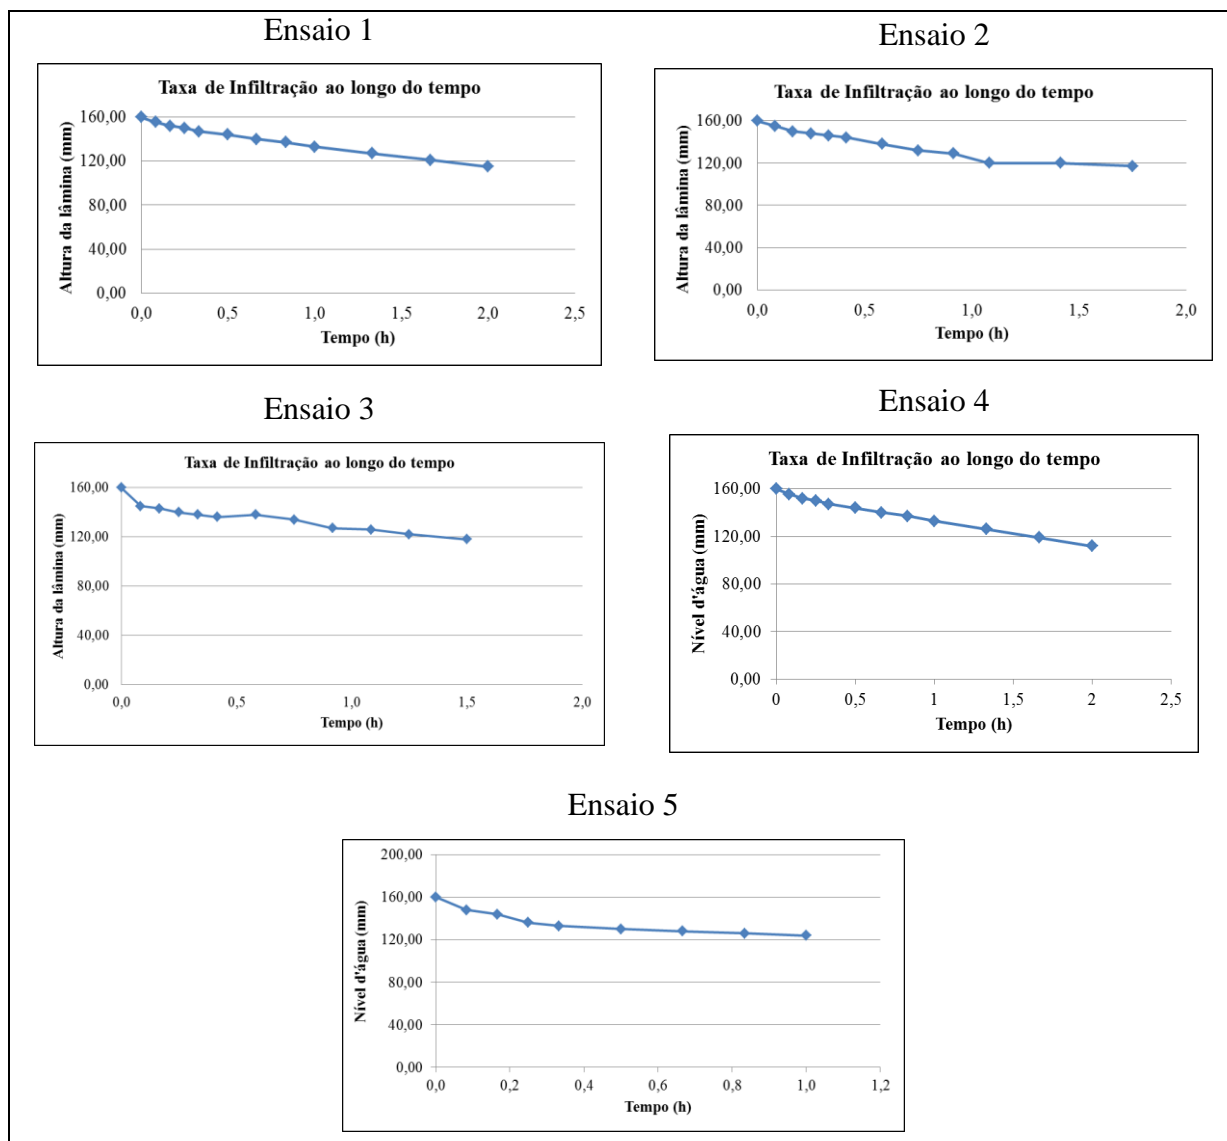 Ensaio 1
Taxa de Infiltração ao longo do tempo
Altura da lâmina (mm)
160,00
120,00
80,00
40,00
0,00
0,0 0,5 1,0 1,5 2,0 2,5
Tempo (h)
Ensaio 2
Taxa de Infiltração ao longo do tempo
Altura da lâmina (mm)
160,00
120,00
80,00
40,00
0,00
0,0 0,5 1,0 1,5 2,0
Tempo (h)
Ensaio 3
Taxa de Infiltração ao longo do tempo
Altura da lâmina (mm)
160,00
120,00
80,00
40,00
0,00
0,0 0,5 1,0 1,5 2,0
Tempo (h)
Ensaio 4
Taxa de Infiltração ao longo do tempo
Nível d'água (mm)
160,00
120,00
80,00
40,00
0,00
0 0,5 1 1,5 2 2,5
Tempo (h)
Ensaio 5
Nível d'água (mm)
200,00
160,00
120,00
80,00
40,00
0,00
0,0 0,2 0,4 0,6 0,8 1,0 1,2
Tempo (h)